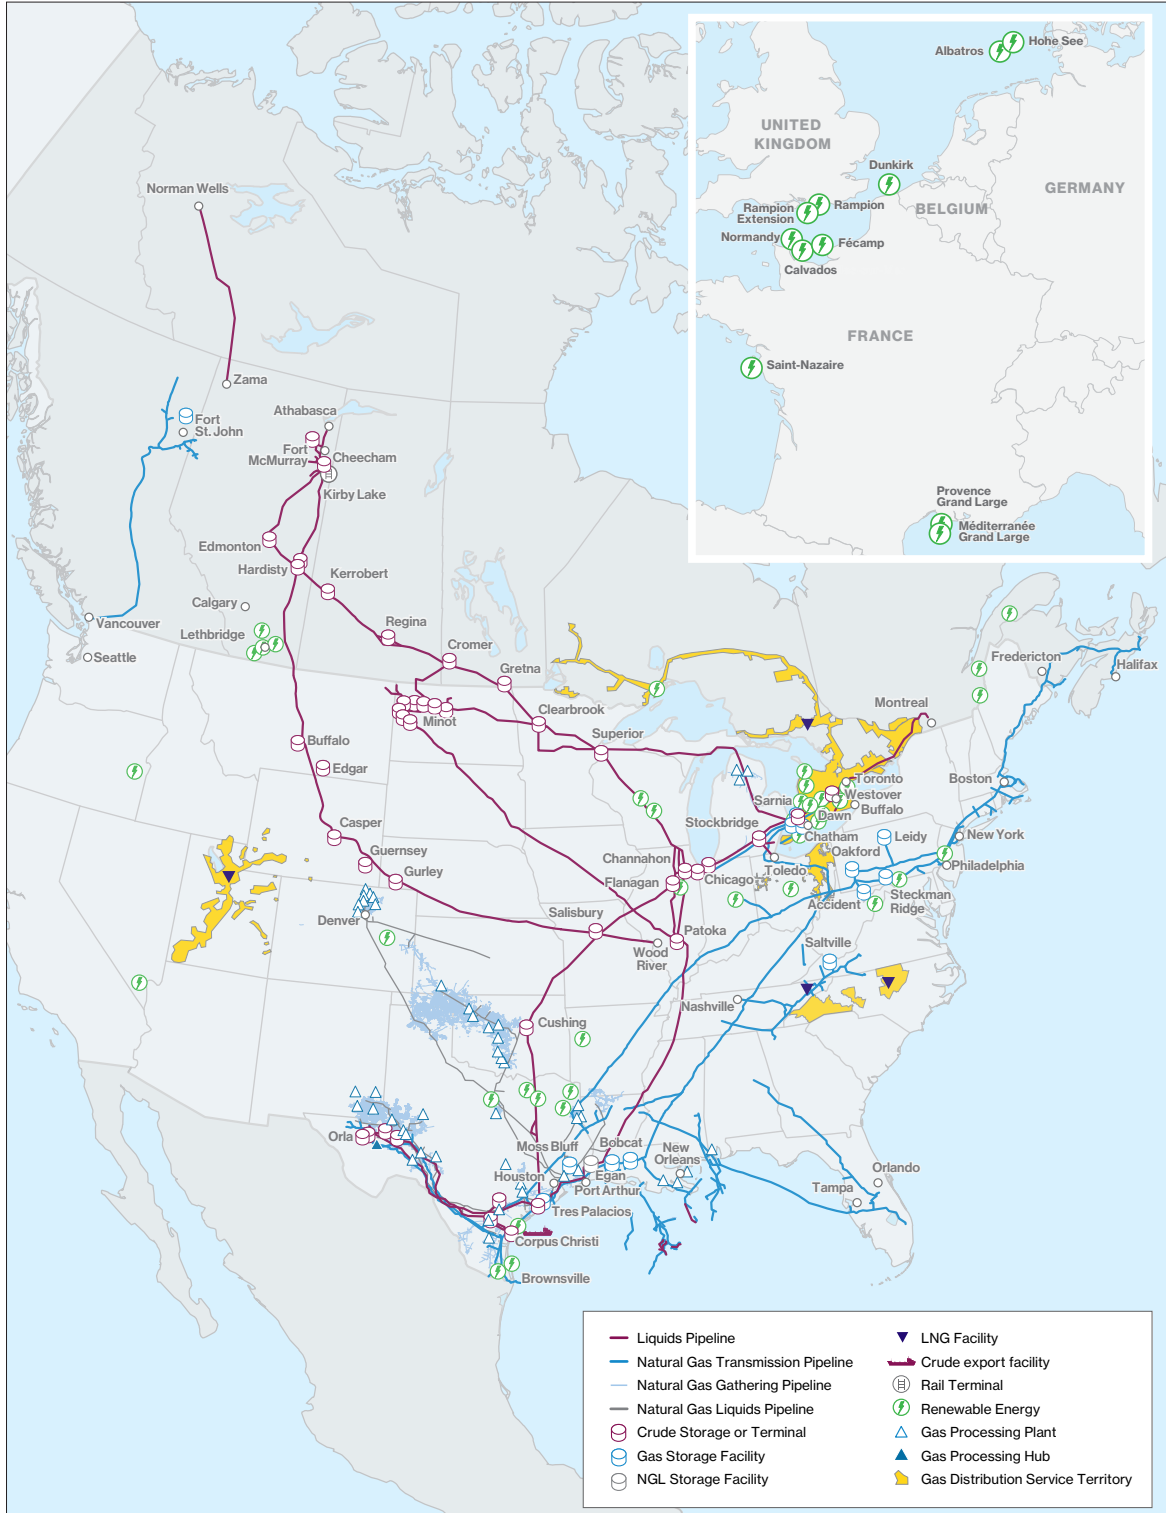 Hohe See
Albatros
UNITED
KINGDOM
Dunkirk
GERMANY
Rampion
Extension
Rampion
BELGIUM
Normandy
Fécamp
Calvados
FRANCE
Saint-Nazaire
Provence
Grand Large
Méditerranée
Grand Large
Norman Wells
Zama
Athabasca
Fort
St. John
Fort
McMurray
Cheecham
Kirby Lake
Edmonton
Hardisty
Kerrobert
Calgary
Vancouver
Regina
Lethbridge
Seattle
Cromer
Gretna
Fredericton
Halifax
Montreal
Minot
Clearbrook
Superior
Buffalo
Edgar
Toronto
Boston
Sarnia
Westover
Buffalo
Stockbridge
Dawn
Casper
Chatham
Leidy
New York
Guernsey
Oakford
Channahon
Gurley
Flanagan
Chicago
Toledo
Philadelphia
Accident
Steckman
Ridge
Denver
Salisbury
Patoka
Wood
River
Saltville
Nashville
Cushing
Orla
Moss Bluff
Bobcat
New
Orleans
Houston
Egan
Port Arthur
Orlando
Tampa
Tres Palacios
Corpus Christi
Brownsville
Liquids Pipeline
Natural Gas Transmission Pipeline
Natural Gas Gathering Pipeline
Natural Gas Liquids Pipeline
Crude Storage or Terminal
Gas Storage Facility
NGL Storage Facility
LNG Facility
Crude export facility
Rail Terminal
Renewable Energy
Gas Processing Plant
Gas Processing Hub
Gas Distribution Service Territory